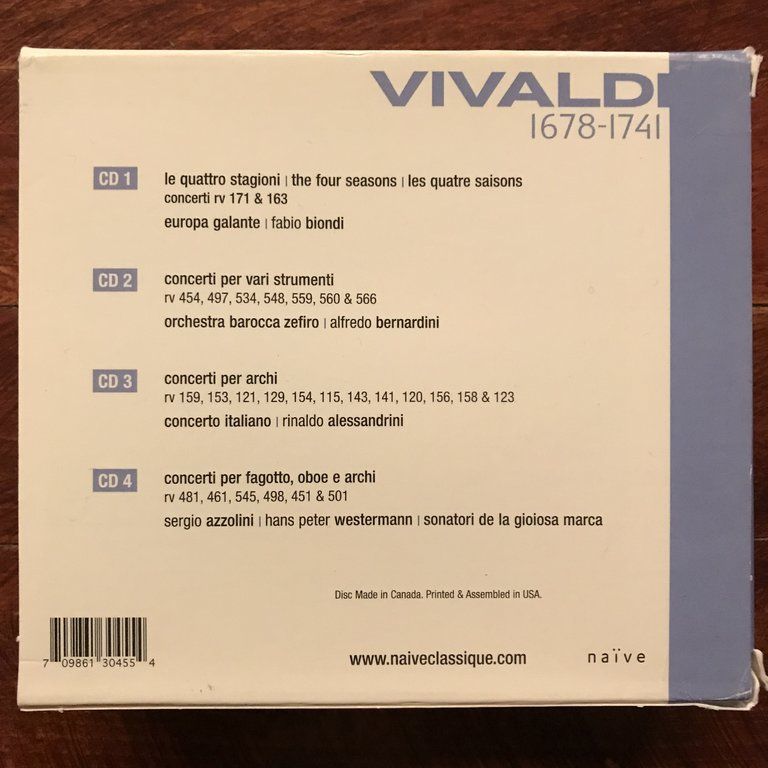 VIVALDI
1678-1741
CD 1
le quattro stagioni | the four seasons | les quatre saisons
concerti rv 171 & 163
europa galante | fabio biondi
CD 2
concerti per vari strumenti
rv 454, 497, 534, 548, 559, 560 & 566
orchestra barocca zefiro | alfredo bernardini
CD 3
concerti per archi
rv 159, 153, 121, 129, 154, 115, 143, 141, 120, 156, 158 & 123
concerto italiano | rinaldo alessandrini
CD 4
concerti per fagotto, oboe e archi
rv 481, 461, 545, 498, 451 & 501
sergio azzolini | hans peter westermann | sonatori de la gioiosa marca
Disc Made in Canada. Printed & Assembled in USA.
7 09861 30455 4
www.naiveclassique.com
naïve